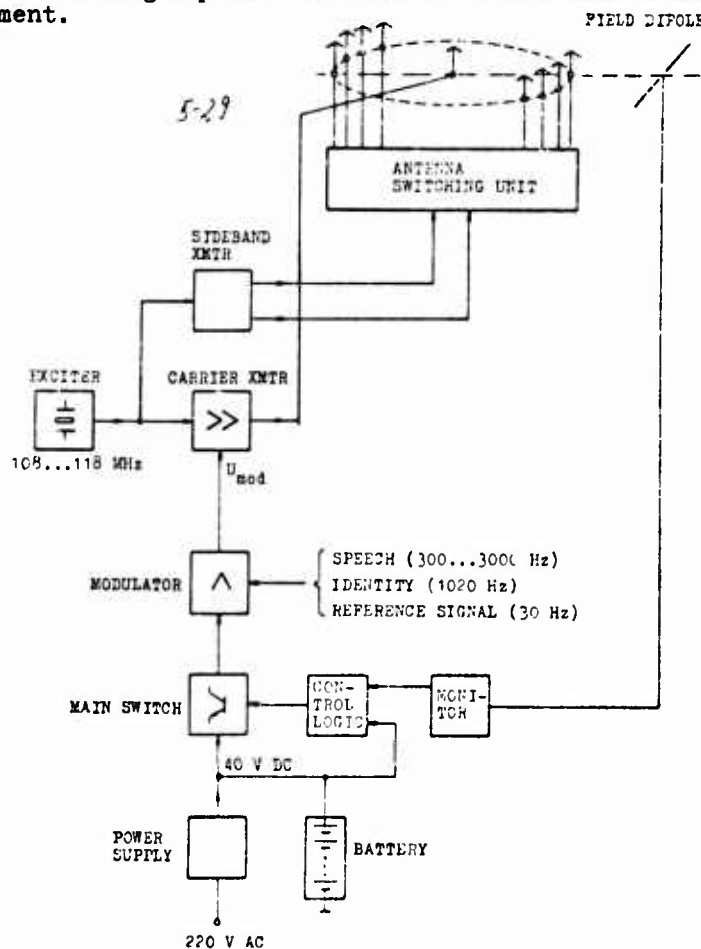 ment.
FIELD DIPOLE
5-29
ANTENNA
SWITCHING UNIT
SIDEBAND
XMTR
EXCITER
CARRIER XMTR
108...118 MHz
U mod
MODULATOR
SPEECH (300...3000 Hz)
IDENTITY (1020 Hz)
REFERENCE SIGNAL (30 Hz)
MAIN SWITCH
CON-
TROL
LOGIC
MONI-
TOR
40 V DC
POWER
SUPPLY
BATTERY
220 V AC